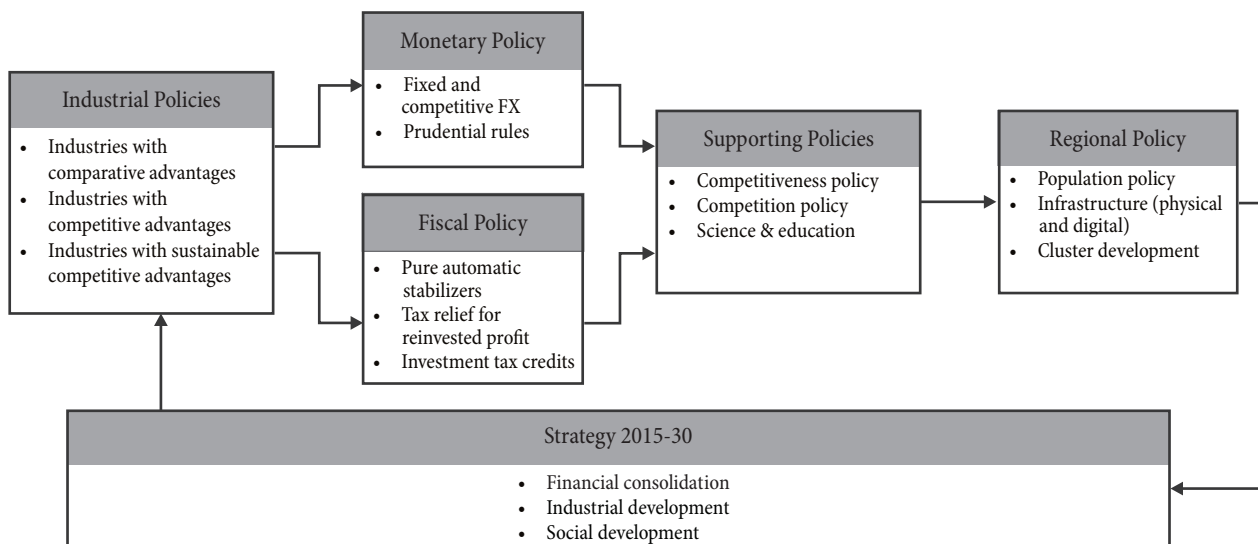 Industrial Policies
• Industries with
comparative advantages
• Industries with
competitive advantages
• Industries with sustainable
competitive advantages
Monetary Policy
• Fixed and
competitive FX
• Prudential rules
Fiscal Policy
• Pure automatic
stabilizers
• Tax relief for
reinvested profit
• Investment tax credits
Supporting Policies
• Competitiveness policy
• Competition policy
• Science & education
Regional Policy
• Population policy
• Infrastructure (physical
and digital)
• Cluster development
Strategy 2015-30
• Financial consolidation
• Industrial development
• Social development